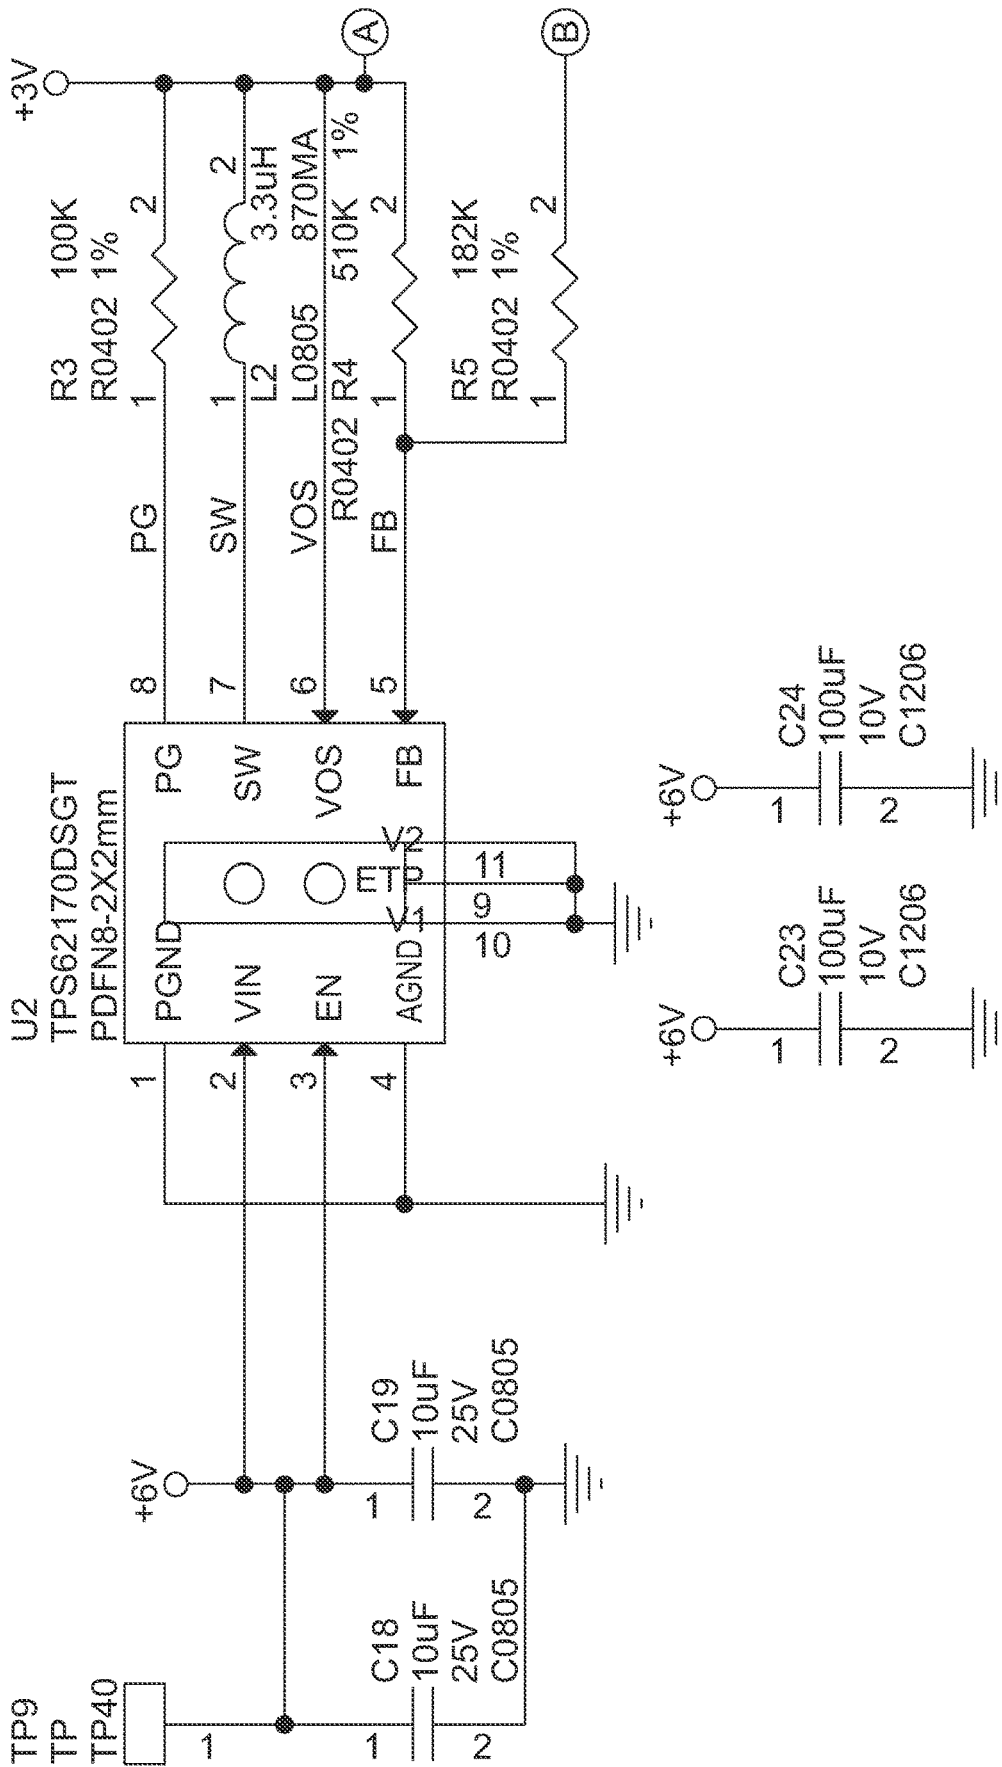 TP9
TP
TP40
1
+6V
C18
10uF
25V
C0805
1
2
C19
10uF
25V
C0805
1
2
U2
TPS62170DSGT
PDFN8-2X2mm
1
2
3
4
PGND
VIN
EN
AGND
PG
SW
VOS
FB
V2
ETP
V1
11
9
10
8
7
6
5
PG
SW
VOS
FB
R3 100K
R0402 1%
1
2
1
2
L2 3.3uH
L0805 870MA
R0402 R4 510K 1%
1
2
R5 182K
R0402 1%
1
2
+3V
A
B
+6V
C23
100uF
10V
C1206
1
2
+6V
C24
100uF
10V
C1206
1
2